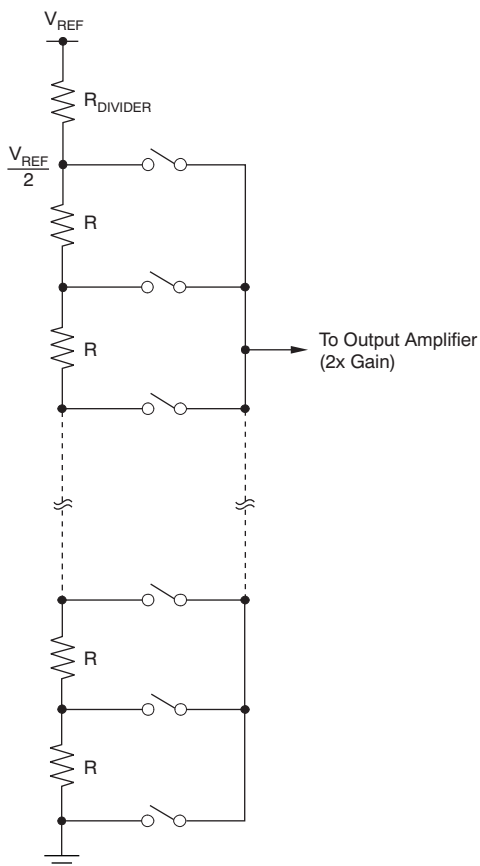 VREF
RDIVIDER
VREF
2
R
R
To Output Amplifier
(2x Gain)
R
R